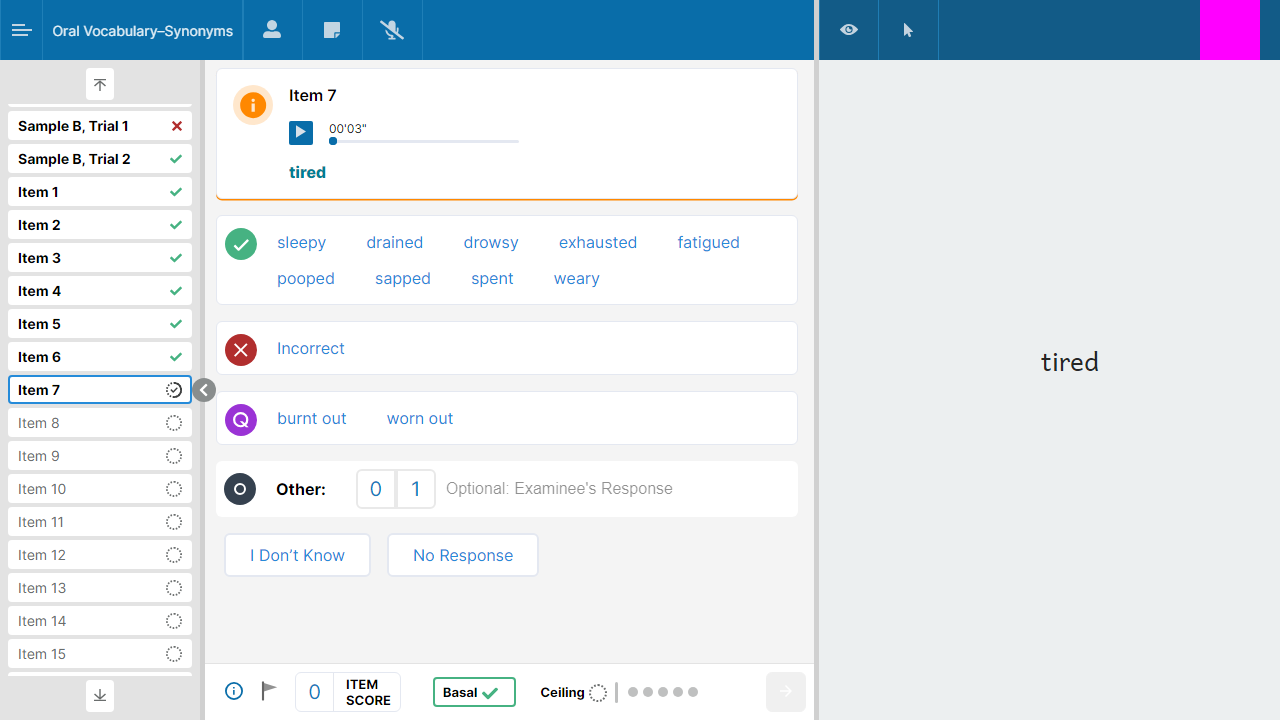 Oral Vocabulary–Synonyms
Sample B, Trial 1
Sample B, Trial 2
Item 1
Item 2
Item 3
Item 4
Item 5
Item 6
Item 7
Item 8
Item 9
Item 10
Item 11
Item 12
Item 13
Item 14
Item 15
Item 7
00'03"
tired
sleepy drained drowsy exhausted fatigued
pooped sapped spent weary
Incorrect
Q burnt out worn out
Other: 0 1 Optional: Examinee's Response
I Don’t Know No Response
0 ITEM SCORE Basal Ceiling
tired